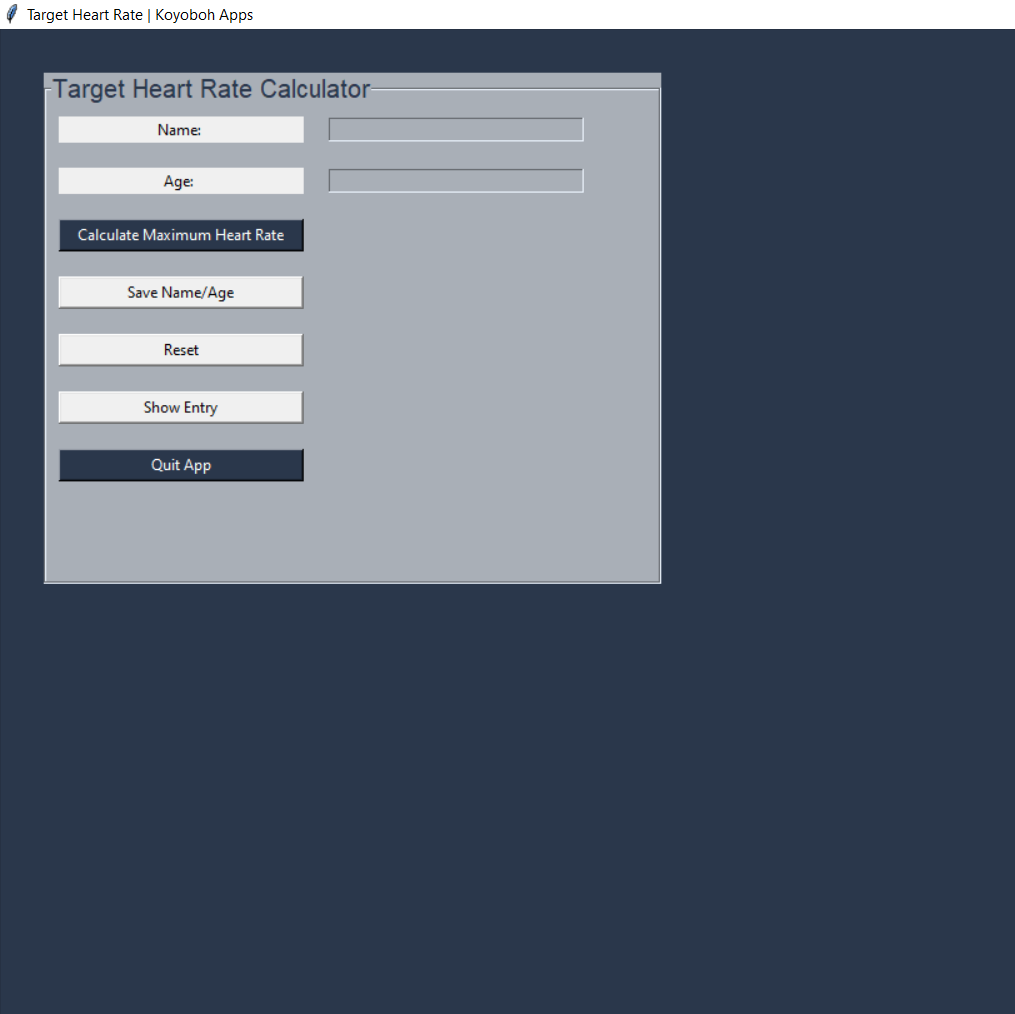 Target Heart Rate | Koyoboh Apps
Target Heart Rate Calculator
Name:
Age:
Calculate Maximum Heart Rate
Save Name/Age
Reset
Show Entry
Quit App